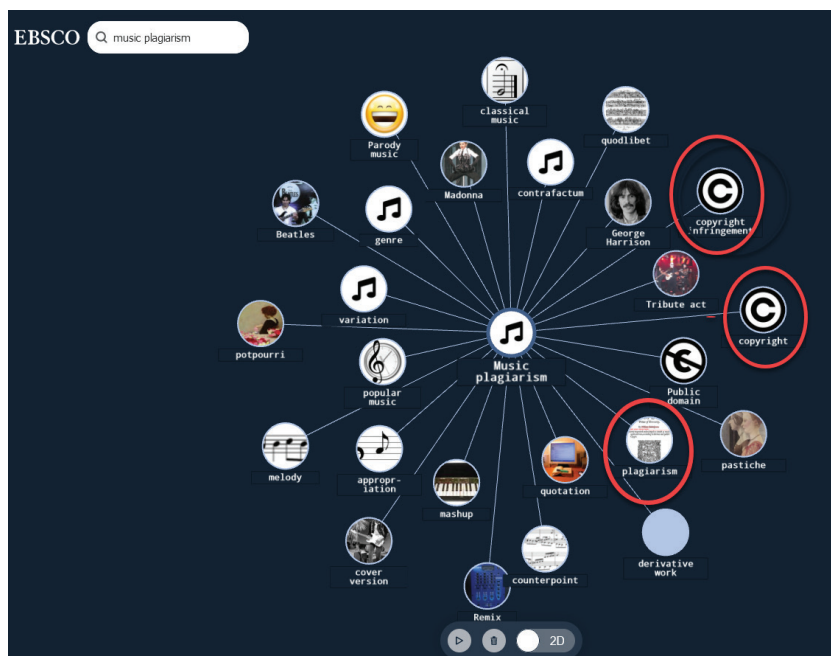 EBSCO
music plagiarism
classical
music
quodlibet
Parody
music
Madonna
contrafactum
copyright
infringement
George
Harrison
Beatles
genre
Tribute act
variation
copyright
potpourri
Music
plagiarism
popular
music
Public
domain
plagiarism
pastiche
melody
appropr-
iation
quotation
mashup
cover
version
counterpoint
derivative
work
Remix
2D